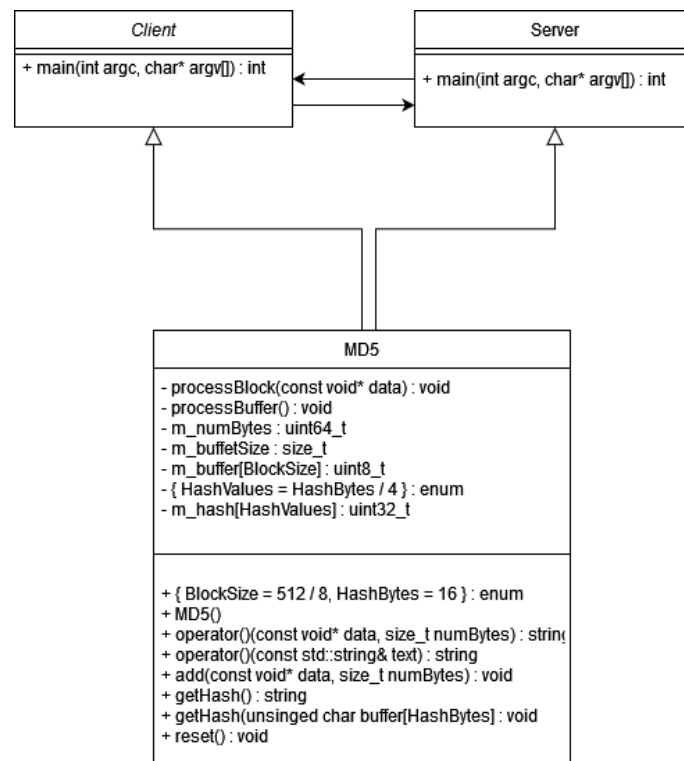 Client
+ main(int argc, char* argv[]) : int
Server
+ main(int argc, char* argv[]) : int
MD5
- processBlock(const void* data) : void
- processBuffer() : void
- m_numBytes : uint64_t
- m_buffetSize : size_t
- m_buffer[BlockSize] : uint8_t
- { HashValues = HashBytes / 4 } : enum
- m_hash[HashValues] : uint32_t
+ { BlockSize = 512 / 8, HashBytes = 16 } : enum
+ MD5()
+ operator()(const void* data, size_t numBytes) : string
+ operator()(const std::string& text) : string
+ add(const void* data, size_t numBytes) : void
+ getHash() : string
+ getHash(unsinged char buffer[HashBytes] : void
+ reset() : void